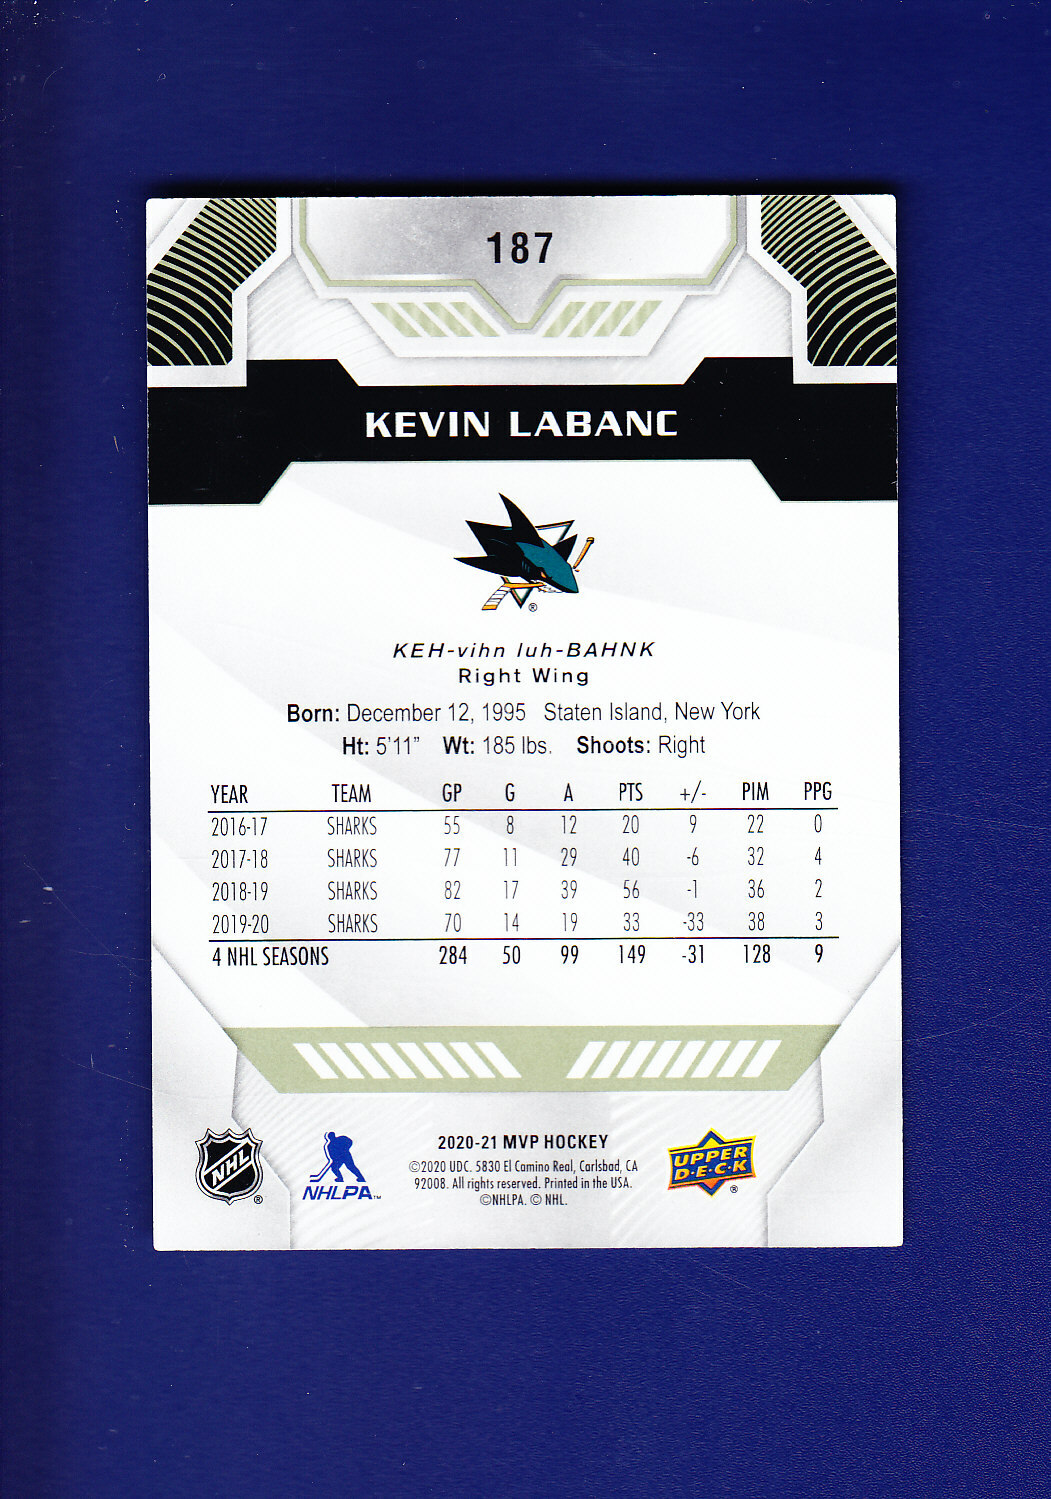 187
KEVIN LABANC
®
KEH-vihn luh-BAHNK
Right Wing
Born: December 12, 1995 Staten Island, New York
Ht: 5'11" Wt: 185 lbs. Shoots: Right
YEAR TEAM GP G A PTS +/- PIM PPG
2016-17 SHARKS 55 8 12 20 9 22 0
2017-18 SHARKS 77 11 29 40 -6 32 4
2018-19 SHARKS 82 17 39 56 -1 36 2
2019-20 SHARKS 70 14 19 33 -33 38 3
4 NHL SEASONS 284 50 99 149 -31 128 9
NHL ®
NHLPA™
2020-21 MVP HOCKEY
©2020 UDC. 5830 El Camino Real, Carlsbad, CA
92008. All rights reserved. Printed in the USA.
©NHLPA. © NHL.
UPPER
D·E·C·K ®